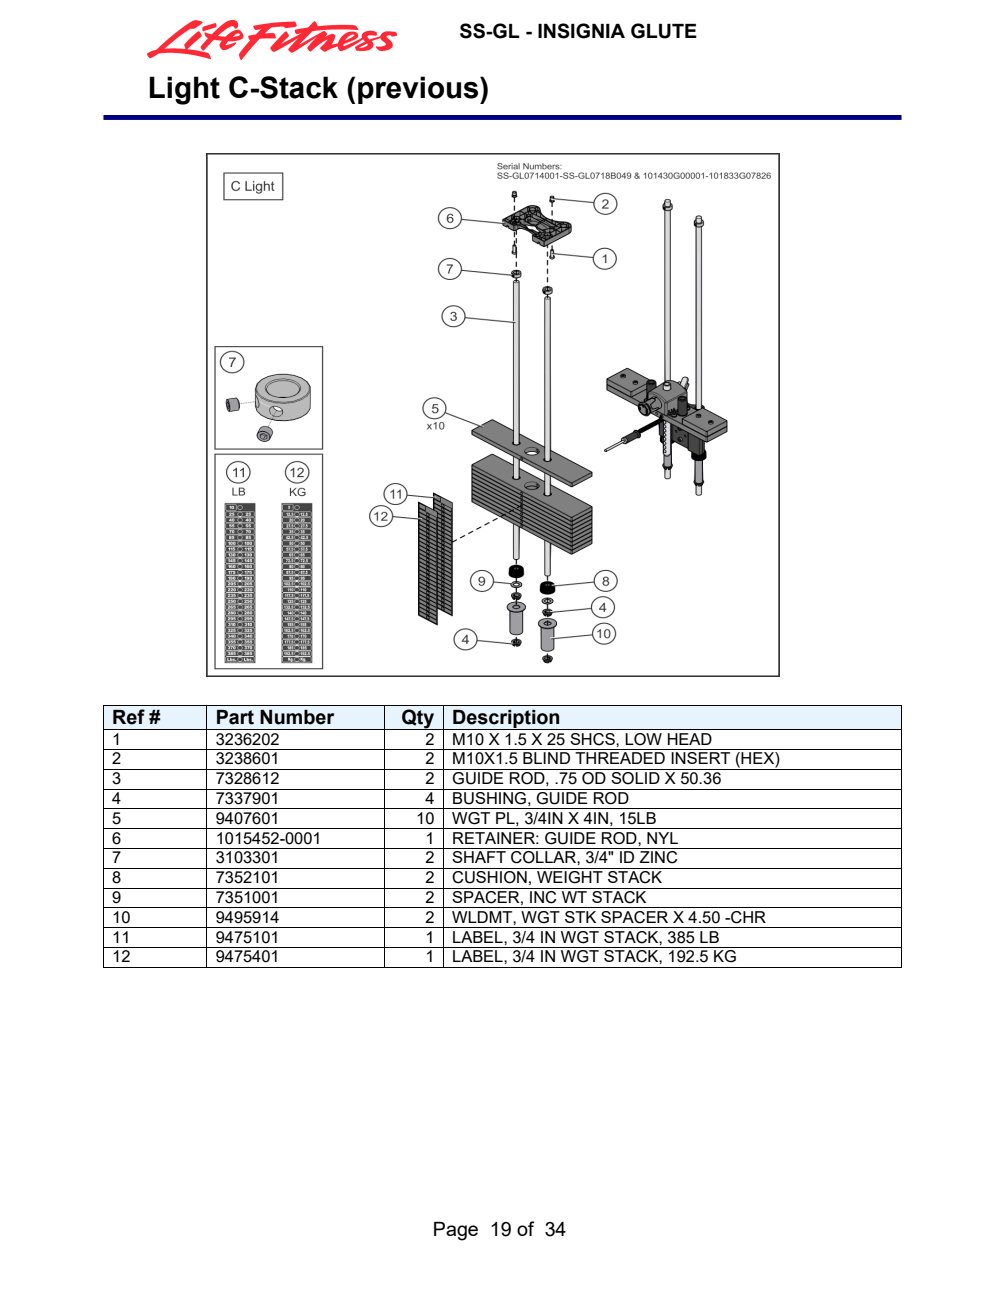 Life Fitness
SS-GL - INSIGNIA GLUTE
Light C-Stack (previous)
Serial Numbers:
SS-GL0714001-SS-GL0718B049 & 101430G00001-101833G07826
C Light
2
6
1
7
3
7
5
x10
11
LB
12
KG
11
12
9
8
4
4
10
Ref # Part Number Qty Description
1 3236202 2 M10 X 1.5 X 25 SHCS, LOW HEAD
2 3238601 2 M10X1.5 BLIND THREADED INSERT (HEX)
3 7328612 2 GUIDE ROD, .75 OD SOLID X 50.36
4 7337901 4 BUSHING, GUIDE ROD
5 9407601 10 WGT PL, 3/4IN X 4IN, 15LB
6 1015452-0001 1 RETAINER: GUIDE ROD, NYL
7 3103301 2 SHAFT COLLAR, 3/4" ID ZINC
8 7352101 2 CUSHION, WEIGHT STACK
9 7351001 2 SPACER, INC WT STACK
10 9495914 2 WLDMT, WGT STK SPACER X 4.50 -CHR
11 9475101 1 LABEL, 3/4 IN WGT STACK, 385 LB
12 9475401 1 LABEL, 3/4 IN WGT STACK, 192.5 KG
Page 19 of 34